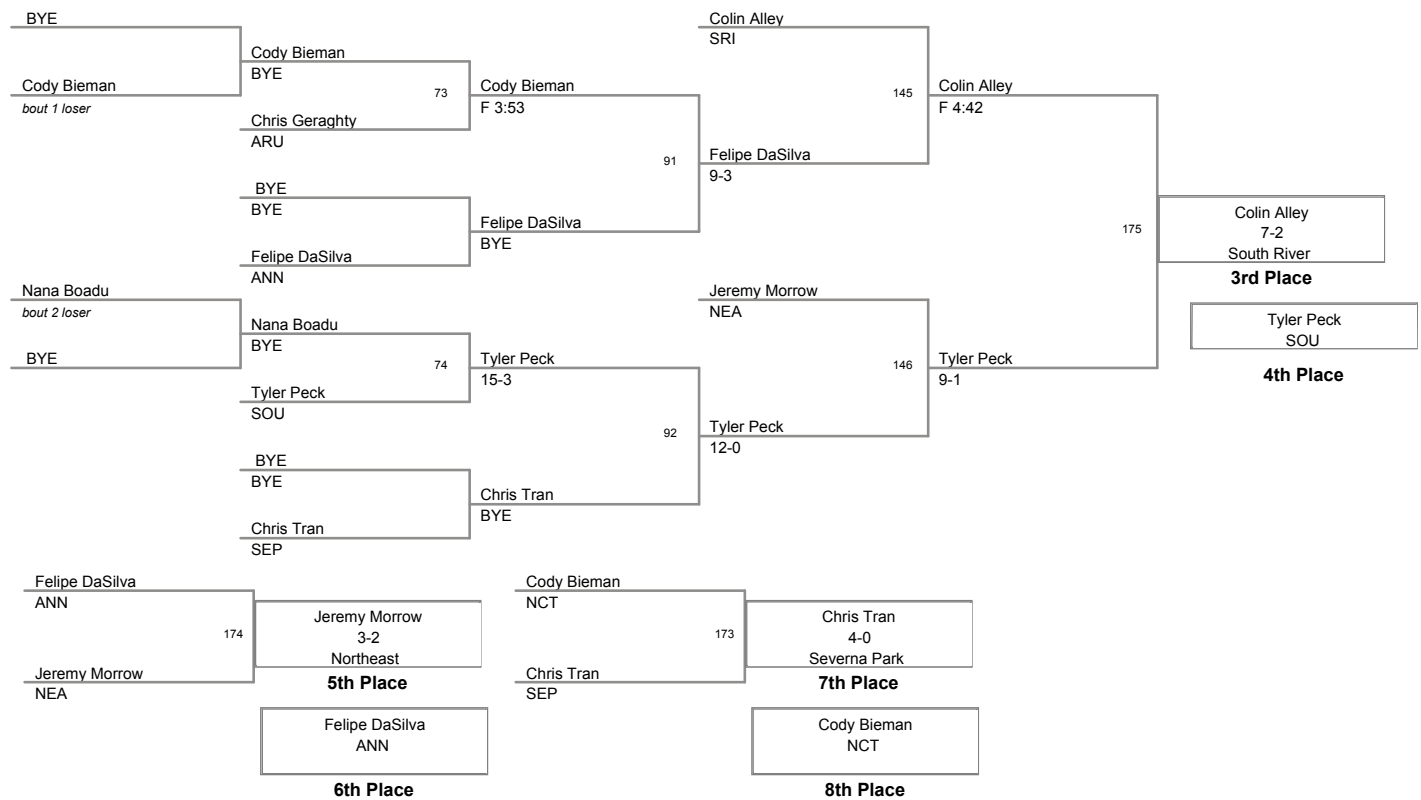 BYE
Cody Bieman
bout 1 loser
Nana Boadu
bout 2 loser
BYE
Cody Bieman
BYE
73
Chris Geraghty
ARU
BYE
BYE
Felipe DaSilva
ANN
Nana Boadu
BYE
74
Tyler Peck
SOU
BYE
BYE
Chris Tran
SEP
Cody Bieman
F 3:53
91
Felipe DaSilva
BYE
Tyler Peck
15-3
92
Chris Tran
BYE
Colin Alley
SRI
145
Felipe DaSilva
9-3
Jeremy Morrow
NEA
146
Tyler Peck
12-0
Colin Alley
F 4:42
175
Tyler Peck
9-1
Colin Alley
7-2
South River
3rd Place
Tyler Peck
SOU
4th Place
Felipe DaSilva
ANN
174
Jeremy Morrow
NEA
Jeremy Morrow
3-2
Northeast
5th Place
Felipe DaSilva
ANN
6th Place
Cody Bieman
NCT
173
Chris Tran
SEP
Chris Tran
4-0
Severna Park
7th Place
Cody Bieman
NCT
8th Place